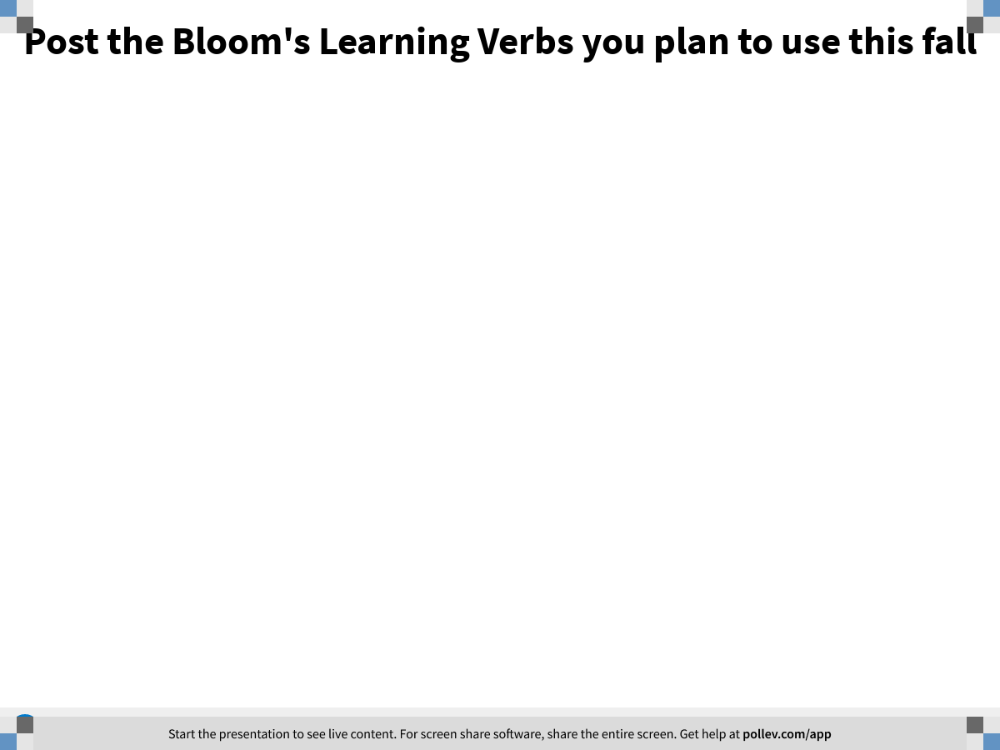 Post the Bloom's Learning Verbs you plan to use this fall
Start the presentation to see live content. For screen share software, share the entire screen. Get help at pollev.com/app